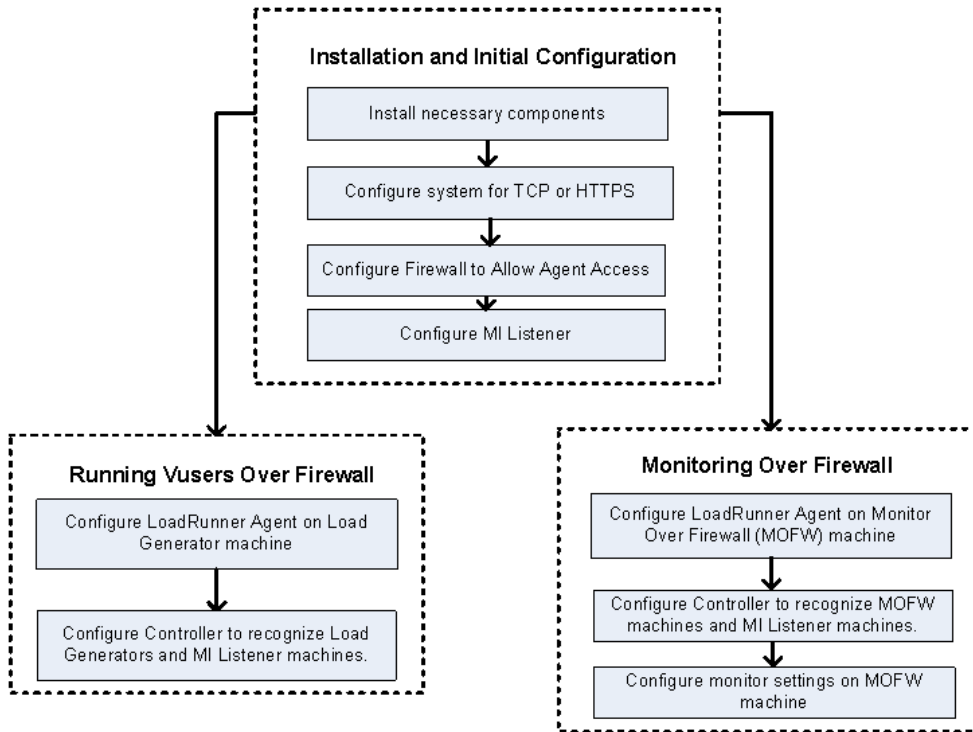 Installation and Initial Configuration
Install necessary components
Configure system for TCP or HTTPS
Configure Firewall to Allow Agent Access
Configure MI Listener
Running Vusers Over Firewall
Configure LoadRunner Agent on Load
Generator machine
Configure Controller to recognize Load
Generators and MI Listener machines.
Monitoring Over Firewall
Configure LoadRunner Agent on Monitor
Over Firewall (MOFW) machine
Configure Controller to recognize MOFW
machines and MI Listener machines.
Configure monitor settings on MOFW
machine